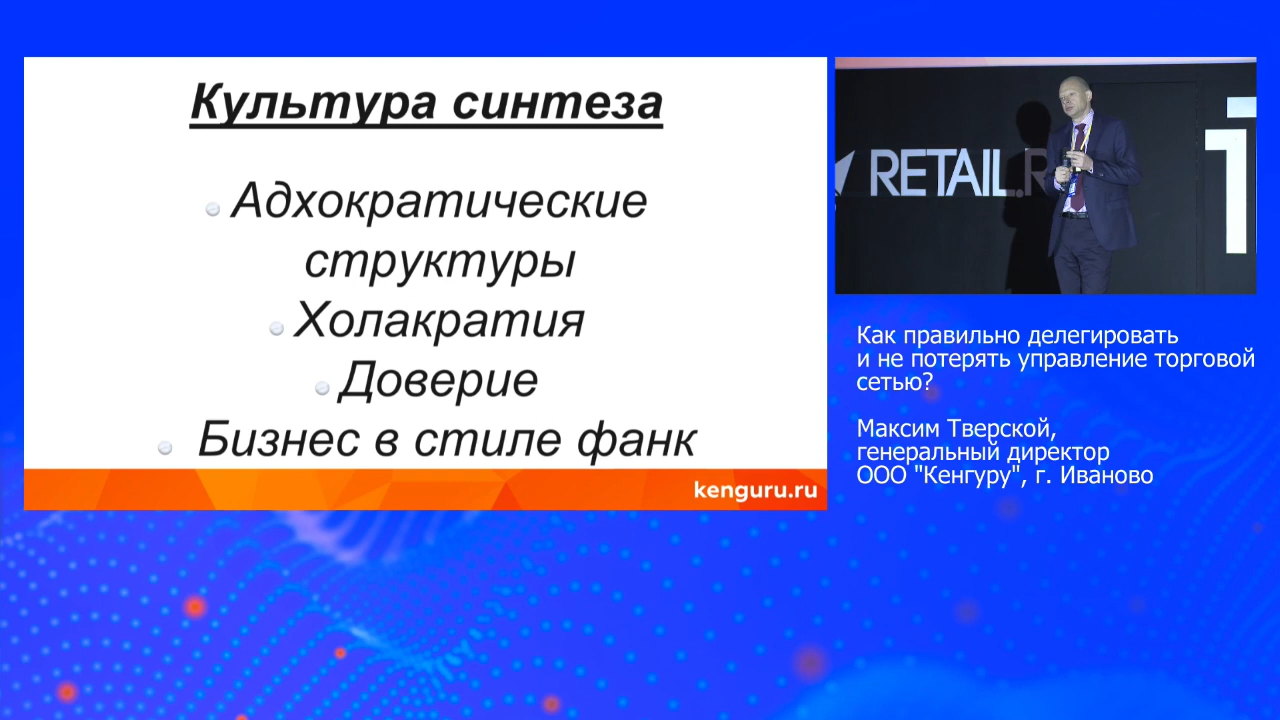 Культура синтеза
Адхократические
структуры
Холакратия
Доверие
Бизнес в стиле фанк
kenguru.ru
RETAIL.R
Как правильно делегировать
и не потерять управление торговой
сетью?
Максим Тверской,
генеральный директор
ООО "Кенгуру", г. Иваново